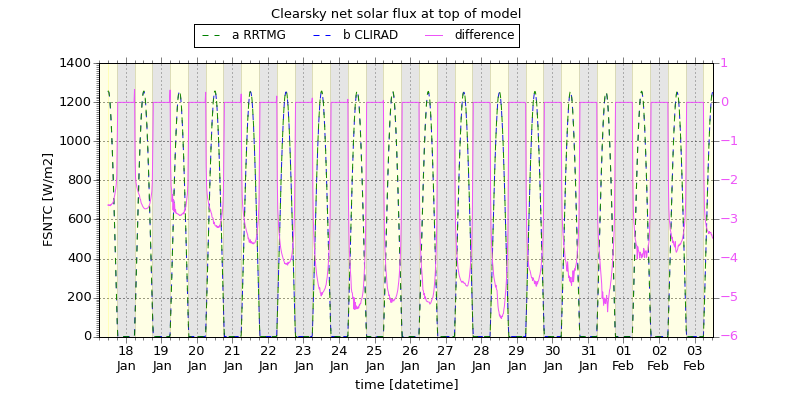 Clearsky net solar flux at top of model
a RRTMG b CLIRAD difference
1400 1
1200 0
1000 −1
800 −2
600 −3
400 −4
200 −5
0 −6
FSNTC [W/m2]
18 19 20 21 22 23 24 25 26 27 28 29 30 31 01 02 03
Jan Jan Jan Jan Jan Jan Jan Jan Jan Jan Jan Jan Jan Jan Feb Feb Feb
time [datetime]